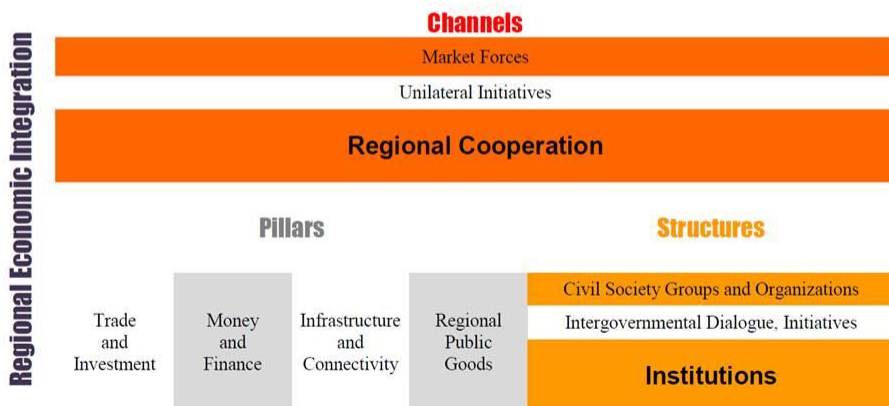 Regional Economic Integration
Channels
Market Forces
Unilateral Initiatives
Regional Cooperation
Pillars
Structures
Trade
and
Investment
Money
and
Finance
Infrastructure
and
Connectivity
Regional
Public
Goods
Civil Society Groups and Organizations
Intergovernmental Dialogue, Initiatives
Institutions